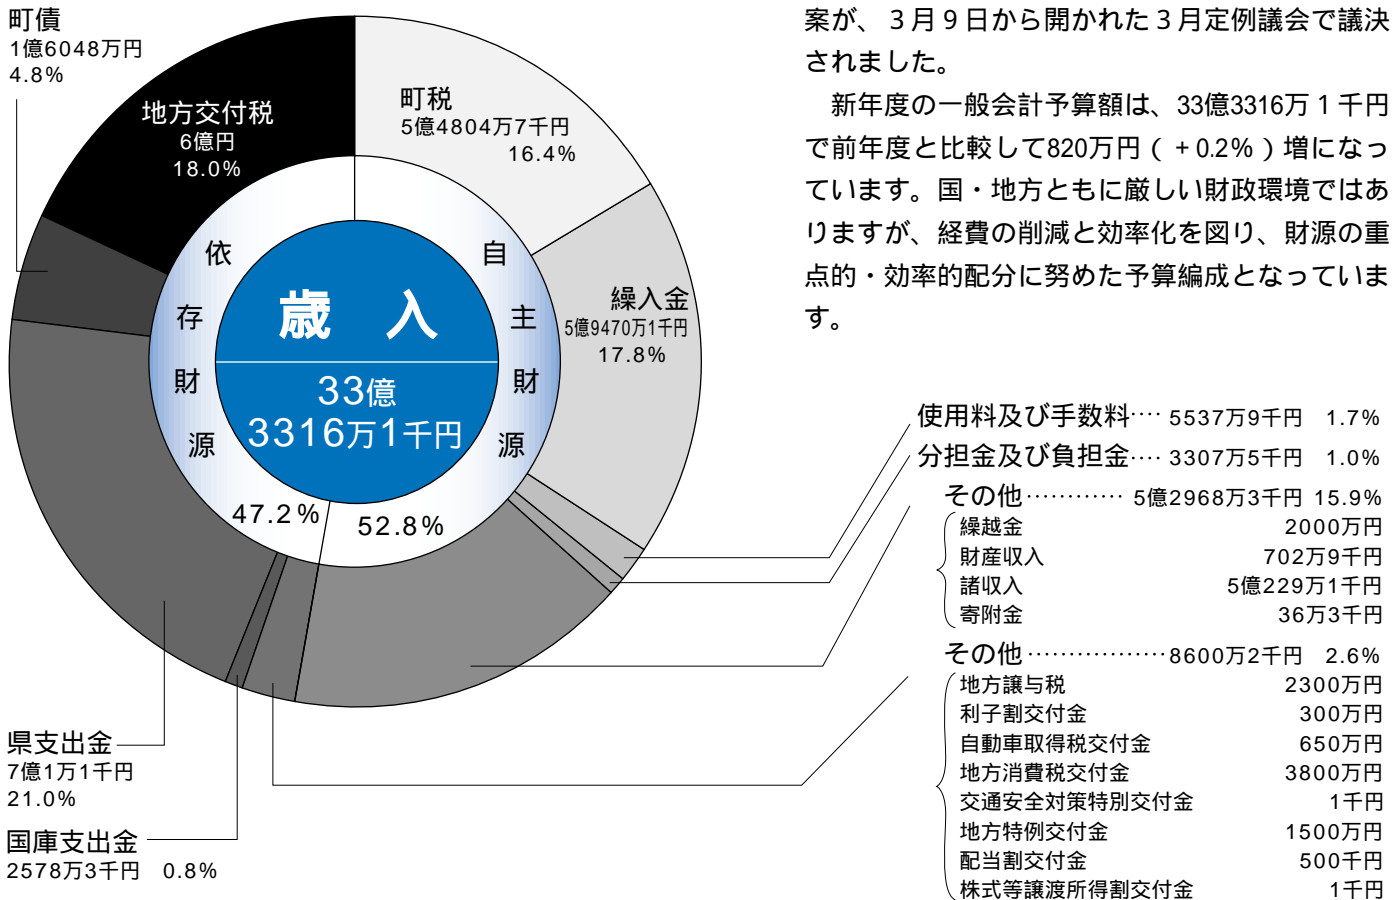 町債
1億6048万円
4.8%
地方交付税
6億円
18.0%
町税
5億4804万7千円
16.4%
繰入金
5億9470万1千円
17.8%
依存財源
自主財源
歳 入
33億
3316万1千円
47.2%
52.8%
県支出金
7億1万1千円
21.0%
国庫支出金
2578万3千円 0.8%
案が、3月9日から開かれた3月定例議会で議決
されました。
　新年度の一般会計予算額は、33億3316万1千円
で前年度と比較して820万円(+0.2%)増になっ
ています。国・地方ともに厳しい財政環境ではあ
りますが、経費の削減と効率化を図り、財源の重
点的・効率的配分に努めた予算編成となっていま
す。
使用料及び手数料‥‥ 5537万9千円 1.7%
分担金及び負担金‥‥ 3307万5千円 1.0%
その他‥‥‥‥‥‥ 5億2968万3千円 15.9%
繰越金 2000万円
財産収入 702万9千円
諸収入 5億229万1千円
寄附金 36万3千円
その他‥‥‥‥‥‥‥‥8600万2千円 2.6%
地方譲与税 2300万円
利子割交付金 300万円
自動車取得税交付金 650万円
地方消費税交付金 3800万円
交通安全対策特別交付金 1千円
地方特例交付金 1500万円
配当割交付金 500千円
株式等譲渡所得割交付金 1千円